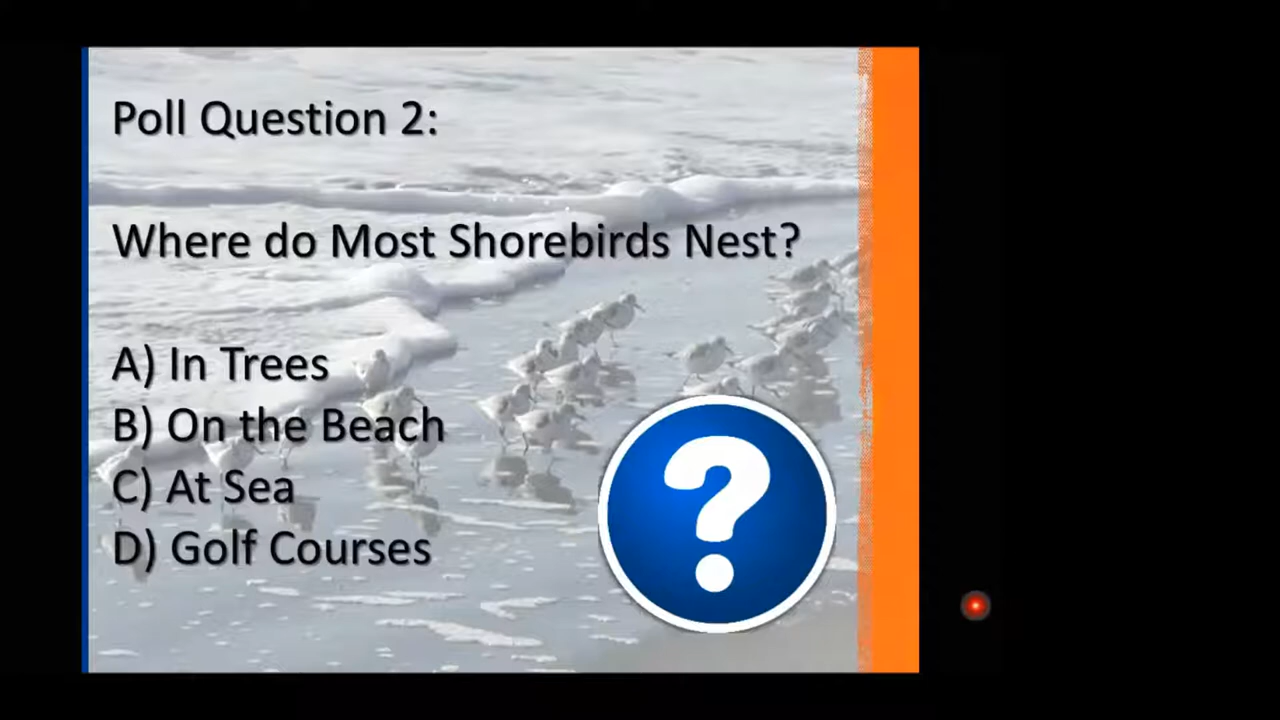 Poll Question 2:
Where do Most Shorebirds Nest?
A) In Trees
B) On the Beach
C) At Sea
D) Golf Courses
?